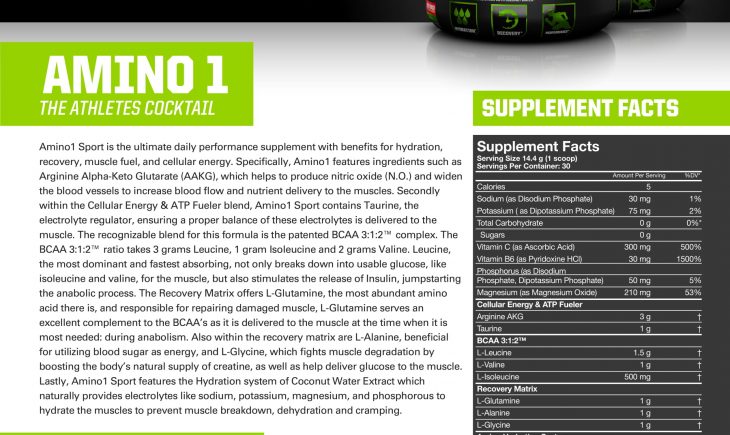 HYDRATION
RECOVERY
PERFORMANCE
AMINO 1
THE ATHLETES COCKTAIL
Amino1 Sport is the ultimate daily performance supplement with benefits for hydration,
recovery, muscle fuel, and cellular energy. Specifically, Amino1 features ingredients such as
Arginine Alpha-Keto Glutarate (AAKG), which helps to produce nitric oxide (N.O.) and widen
the blood vessels to increase blood flow and nutrient delivery to the muscles. Secondly
within the Cellular Energy & ATP Fueler blend, Amino1 Sport contains Taurine, the
electrolyte regulator, ensuring a proper balance of these electrolytes is delivered to the
muscle. The recognizable blend for this formula is the patented BCAA 3:1:2™ complex. The
BCAA 3:1:2™ ratio takes 3 grams Leucine, 1 gram Isoleucine and 2 grams Valine. Leucine,
the most dominant and fastest absorbing, not only breaks down into usable glucose, like
isoleucine and valine, for the muscle, but also stimulates the release of Insulin, jumpstarting
the anabolic process. The Recovery Matrix offers L-Glutamine, the most abundant amino
acid there is, and responsible for repairing damaged muscle, L-Glutamine serves an
excellent complement to the BCAA's as it is delivered to the muscle at the time when it is
most needed: during anabolism. Also within the recovery matrix are L-Alanine, beneficial
for utilizing blood sugar as energy, and L-Glycine, which fights muscle degradation by
boosting the body's natural supply of creatine, as well as help deliver glucose to the muscle.
Lastly, Amino1 Sport features the Hydration system of Coconut Water Extract which
naturally provides electrolytes like sodium, potassium, magnesium, and phosphorous to
hydrate the muscles to prevent muscle breakdown, dehydration and cramping.
SUPPLEMENT FACTS
Supplement Facts
Serving Size 14.4 g (1 scoop)
Servings Per Container: 30
Amount Per Serving %DV*
Calories 5
Sodium (as Disodium Phosphate) 30 mg 1%
Potassium ( as Dipotassium Phosphate) 75 mg 2%
Total Carbohydrate 0 g 0%*
Sugars 0 g
Vitamin C (as Ascorbic Acid) 300 mg 500%
Vitamin B6 (as Pyridoxine HCl) 30 mg 1500%
Phosphorus (as Disodium
Phosphate, Dipotassium Phosphate) 50 mg 5%
Magnesium (as Magnesium Oxide) 210 mg 53%
Cellular Energy & ATP Fueler
Arginine AKG 3 g †
Taurine 1 g †
BCAA 3:1:2™
L-Leucine 1.5 g †
L-Valine 1 g †
L-Isoleucine 500 mg †
Recovery Matrix
L-Glutamine 1 g †
L-Alanine 1 g †
L-Glycine 1 g †